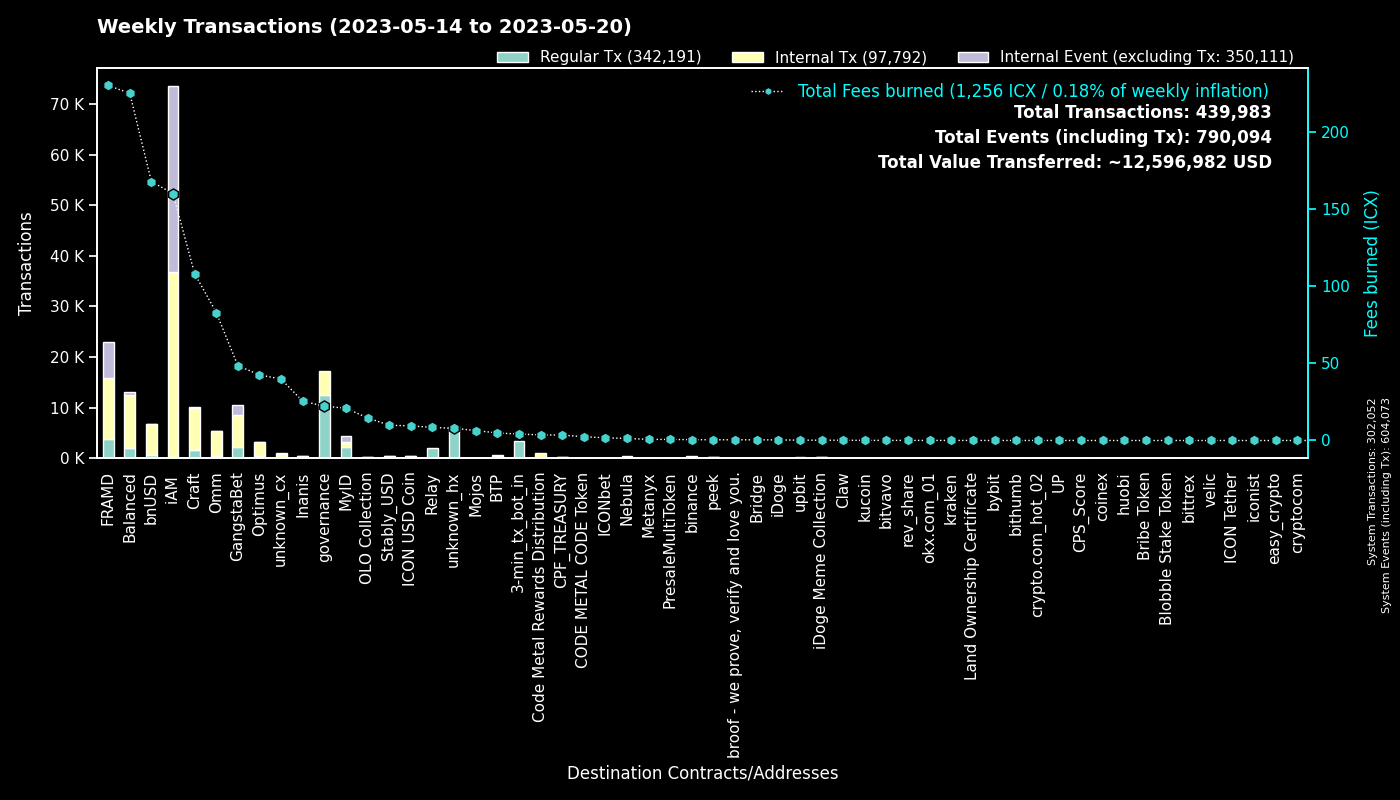 Weekly Transactions (2023-05-14 to 2023-05-20)
Regular Tx (342,191)
Internal Tx (97,792)
Internal Event (excluding Tx: 350,111)
Total Fees burned (1,256 ICX / 0.18% of weekly inflation)
Total Transactions: 439,983
Total Events (including Tx): 790,094
Total Value Transferred: ~12,596,982 USD
Transactions
70 K
60 K
50 K
40 K
30 K
20 K
10 K
0 K
200
150
100
50
0
Fees burned (ICX)
System Transactions: 302,052
System Events (including Tx): 604,073
FRAMD
Balanced
bnUSD
iAM
Craft
Omm
GangstaBet
Optimus
unknown_cx
Inanis
governance
MyID
OLO Collection
Stably_USD
ICON USD Coin
Relay
unknown_hx
Mojos
BTP
3-min_tx_bot_in
Code Metal Rewards Distribution
CPF_TREASURY
CODE METAL CODE Token
ICONbet
Nebula
Metanyx
PresaleMultiToken
binance
peek
broof - we prove, verify and love you.
Bridge
iDoge
upbit
iDoge Meme Collection
Claw
kucoin
bitvavo
rev_share
okx.com_01
kraken
Land Ownership Certificate
bybit
bithumb
crypto.com_hot_02
UP
CPS_Score
coinex
huobi
Bribe Token
Blobble Stake Token
bittrex
velic
ICON Tether
iconist
easy_crypto
cryptocom
Destination Contracts/Addresses